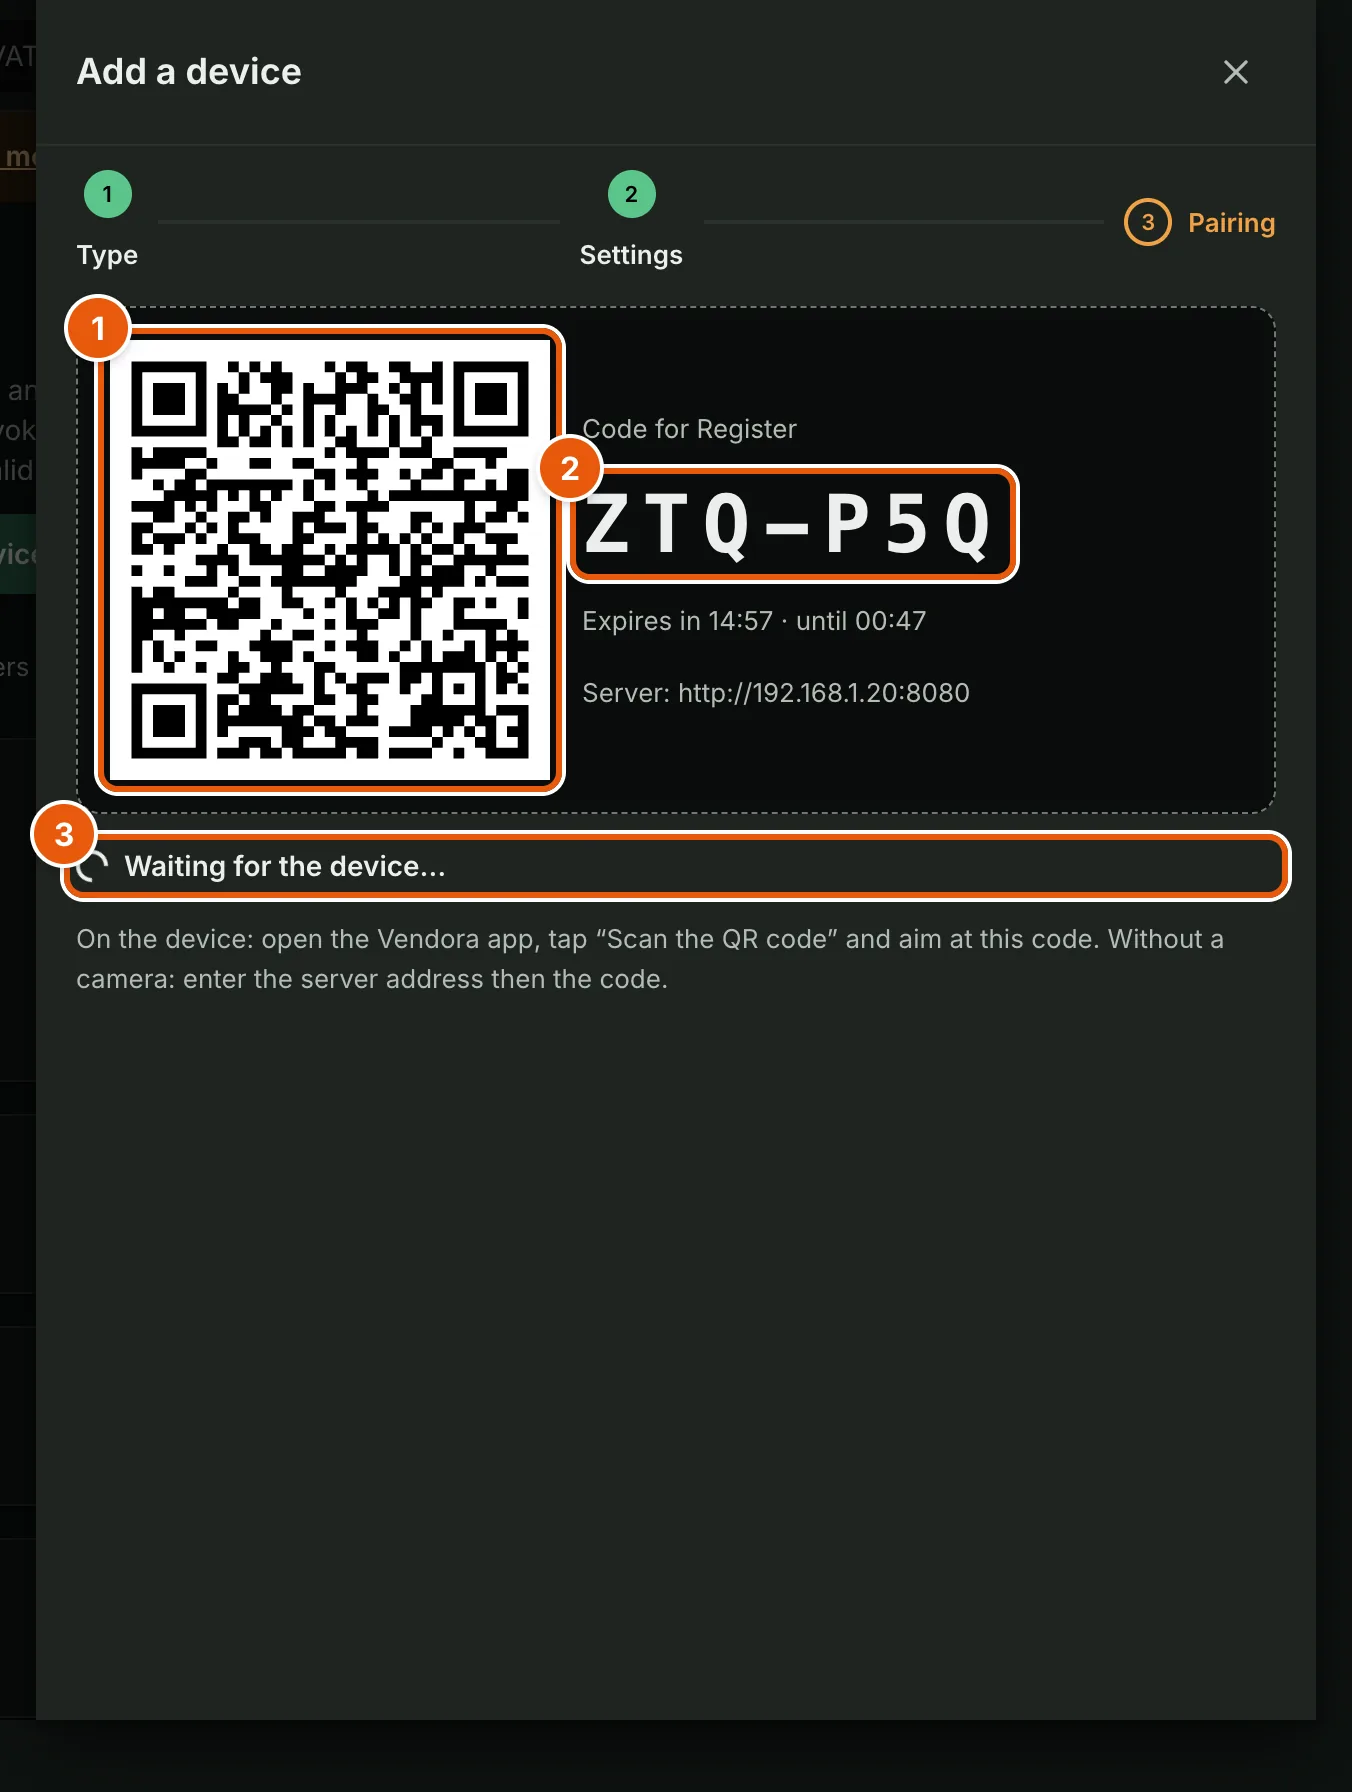 VAT
Add a device
mo
1
2
3 Pairing
Type
Settings
1
Code for Register
2
ZTQ-P5Q
Expires in 14:57 · until 00:47
Server: http://192.168.1.20:8080
3
Waiting for the device...
On the device: open the Vendora app, tap “Scan the QR code” and aim at this code. Without a
camera: enter the server address then the code.